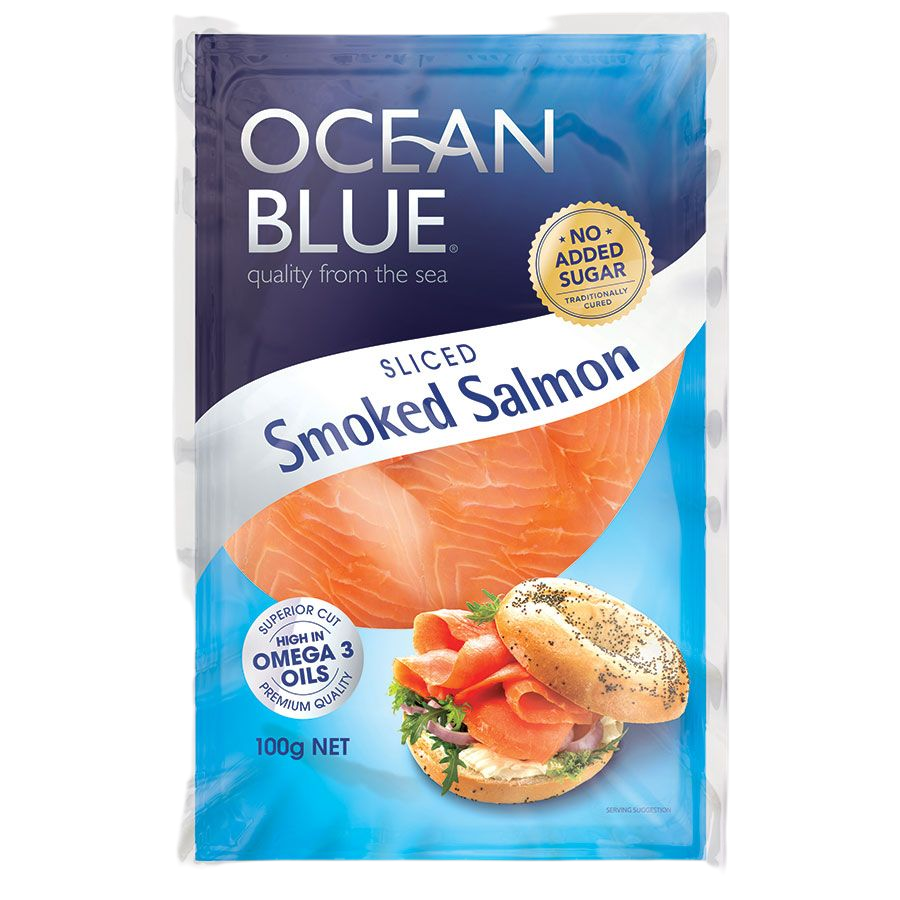 OCEAN
BLUE®
quality from the sea
NO
ADDED
SUGAR
TRADITIONALLY
CURED
SLICED
Smoked Salmon
SUPERIOR CUT
HIGH IN
OMEGA 3
OILS
PREMIUM QUALITY
100g NET
SERVING SUGGESTION